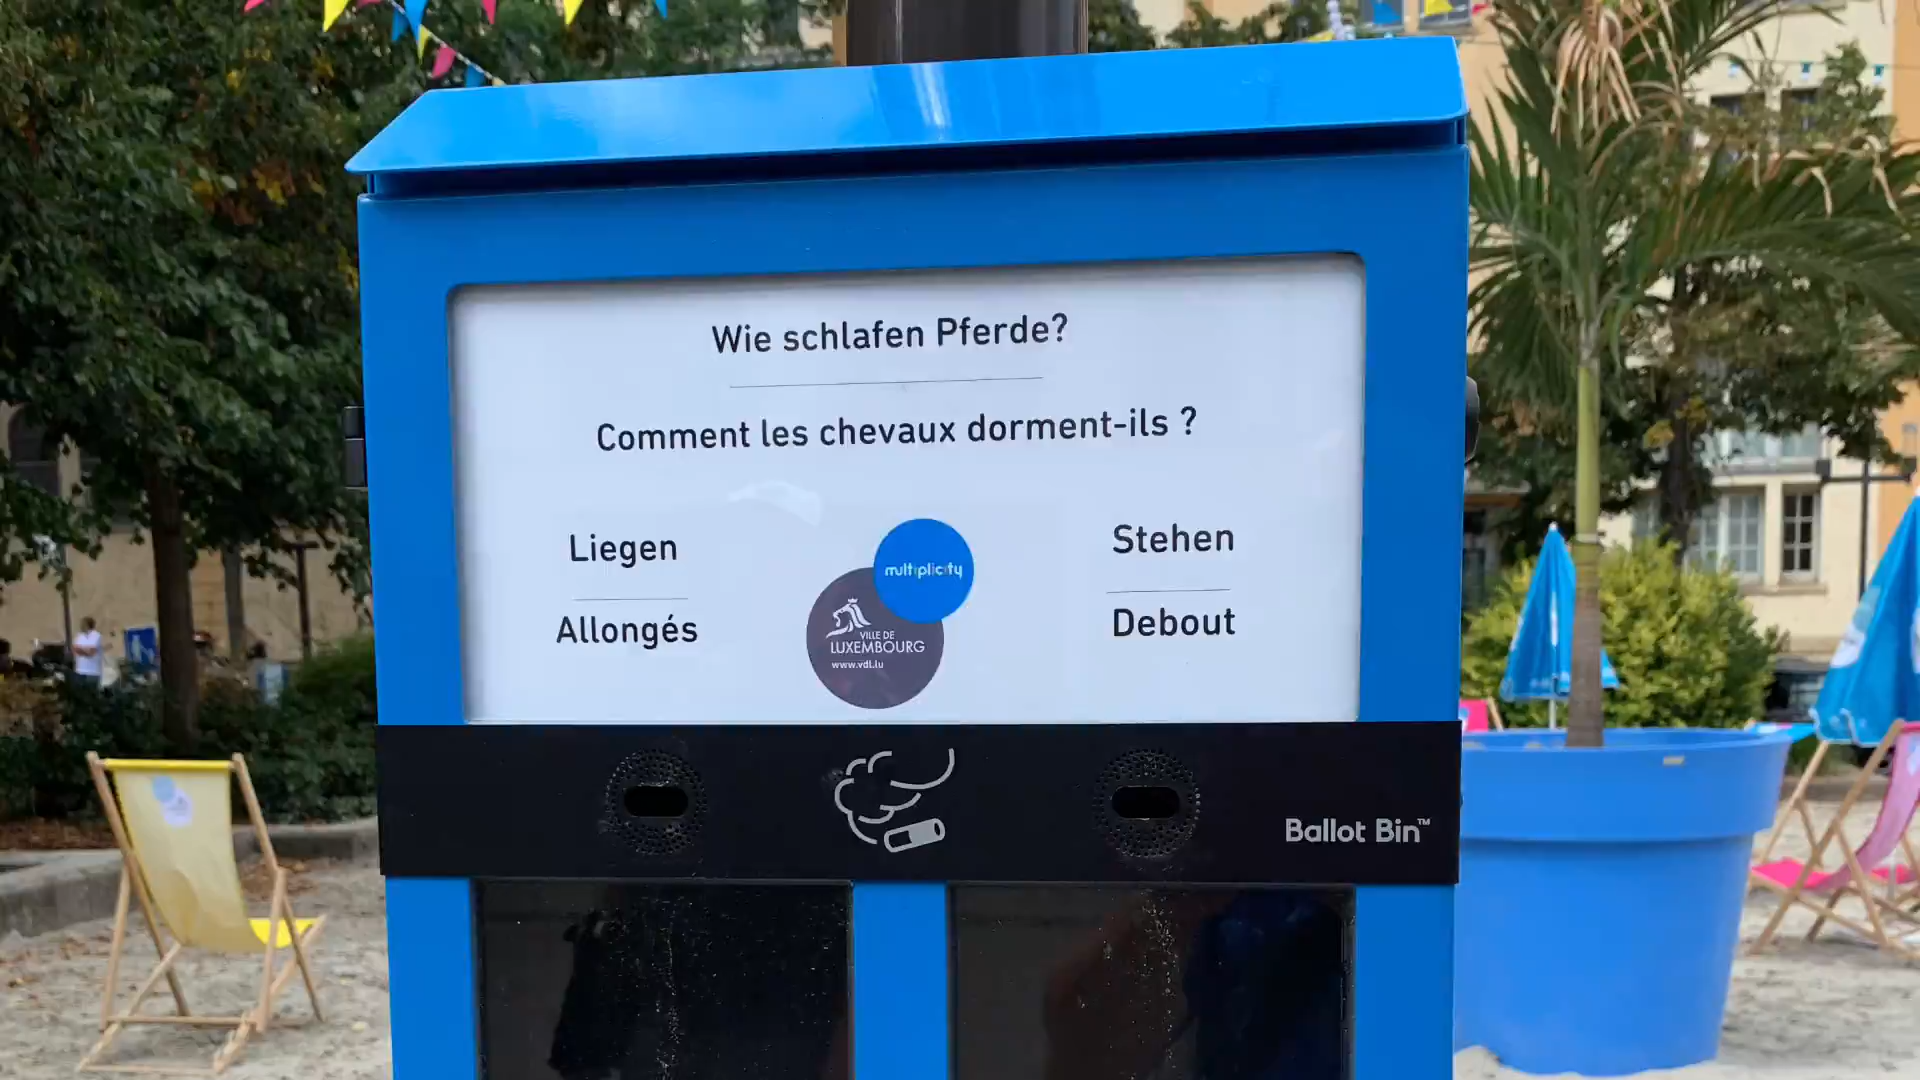 Wie schlafen Pferde?
Comment les chevaux dorment-ils ?
Liegen
Allongés
Stehen
Debout
multiplicity
VILLE DE
LUXEMBOURG
www.vdl.lu
Ballot Bin™